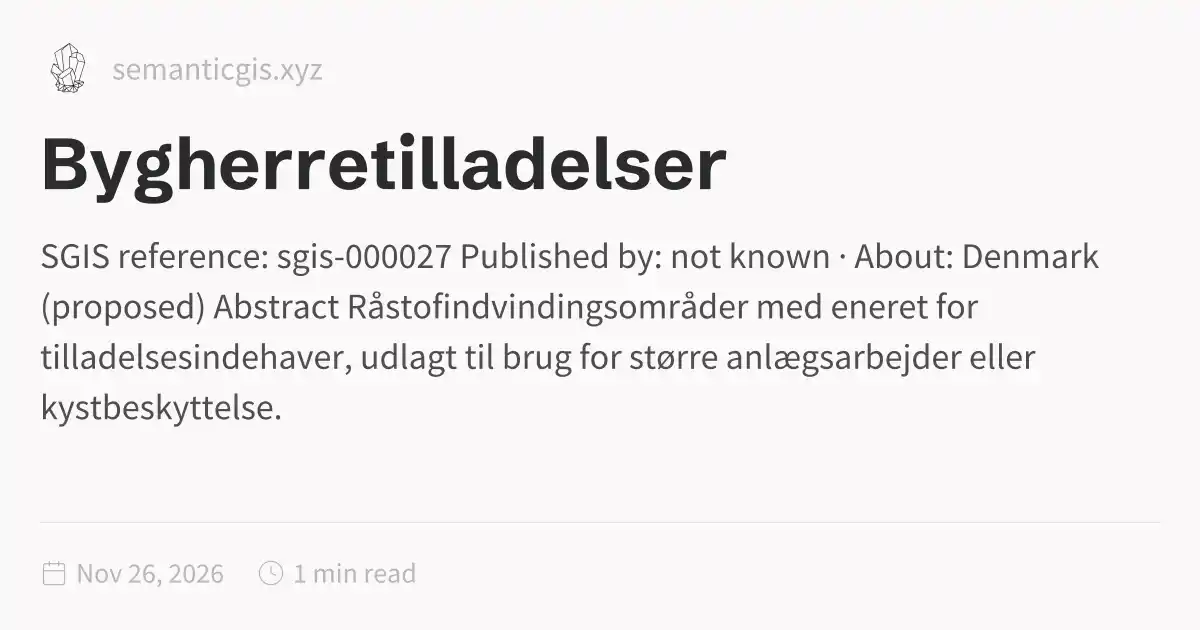 semanticgis.xyz
Bygherretilladelser
SGIS reference: sgis-000027 Published by: not known · About: Denmark
(proposed) Abstract Råstofindvindingsområder med eneret for
tilladelsesindehaver, udlagt til brug for større anlægsarbejder eller
kystbeskyttelse.
Nov 26, 2026 1 min read